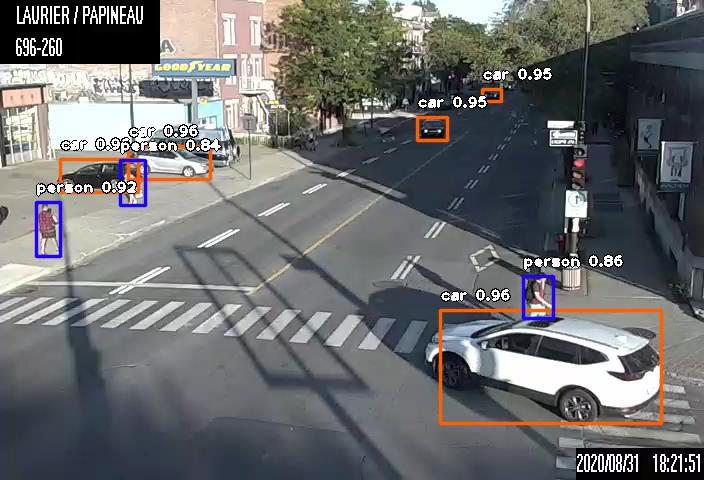 LAURIER / PAPINEAU
696-260
GOODYEAR
car 0.95
car 0.95
car 0.96
person 0.84
person 0.92
person 0.86
car 0.96
2020/08/31 18:21:51